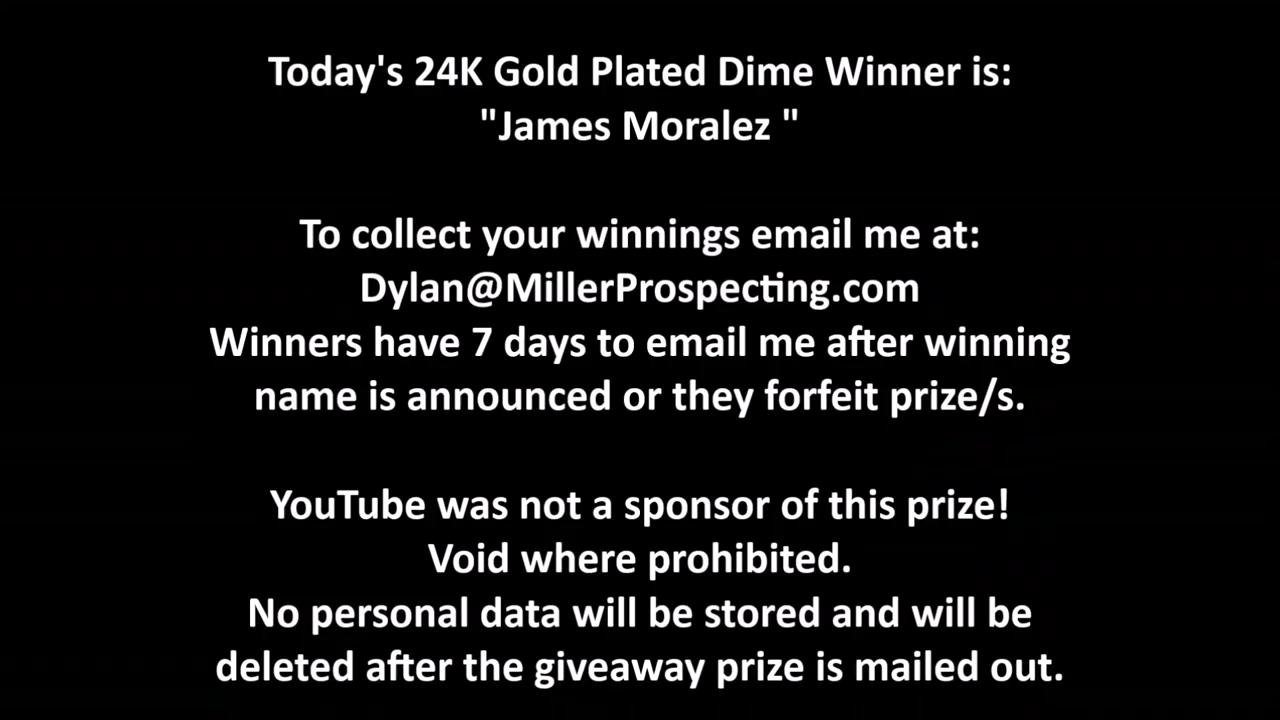 Today's 24K Gold Plated Dime Winner is:
"James Moralez "
To collect your winnings email me at:
Dylan@MillerProspecting.com
Winners have 7 days to email me after winning
name is announced or they forfeit prize/s.
YouTube was not a sponsor of this prize!
Void where prohibited.
No personal data will be stored and will be
deleted after the giveaway prize is mailed out.